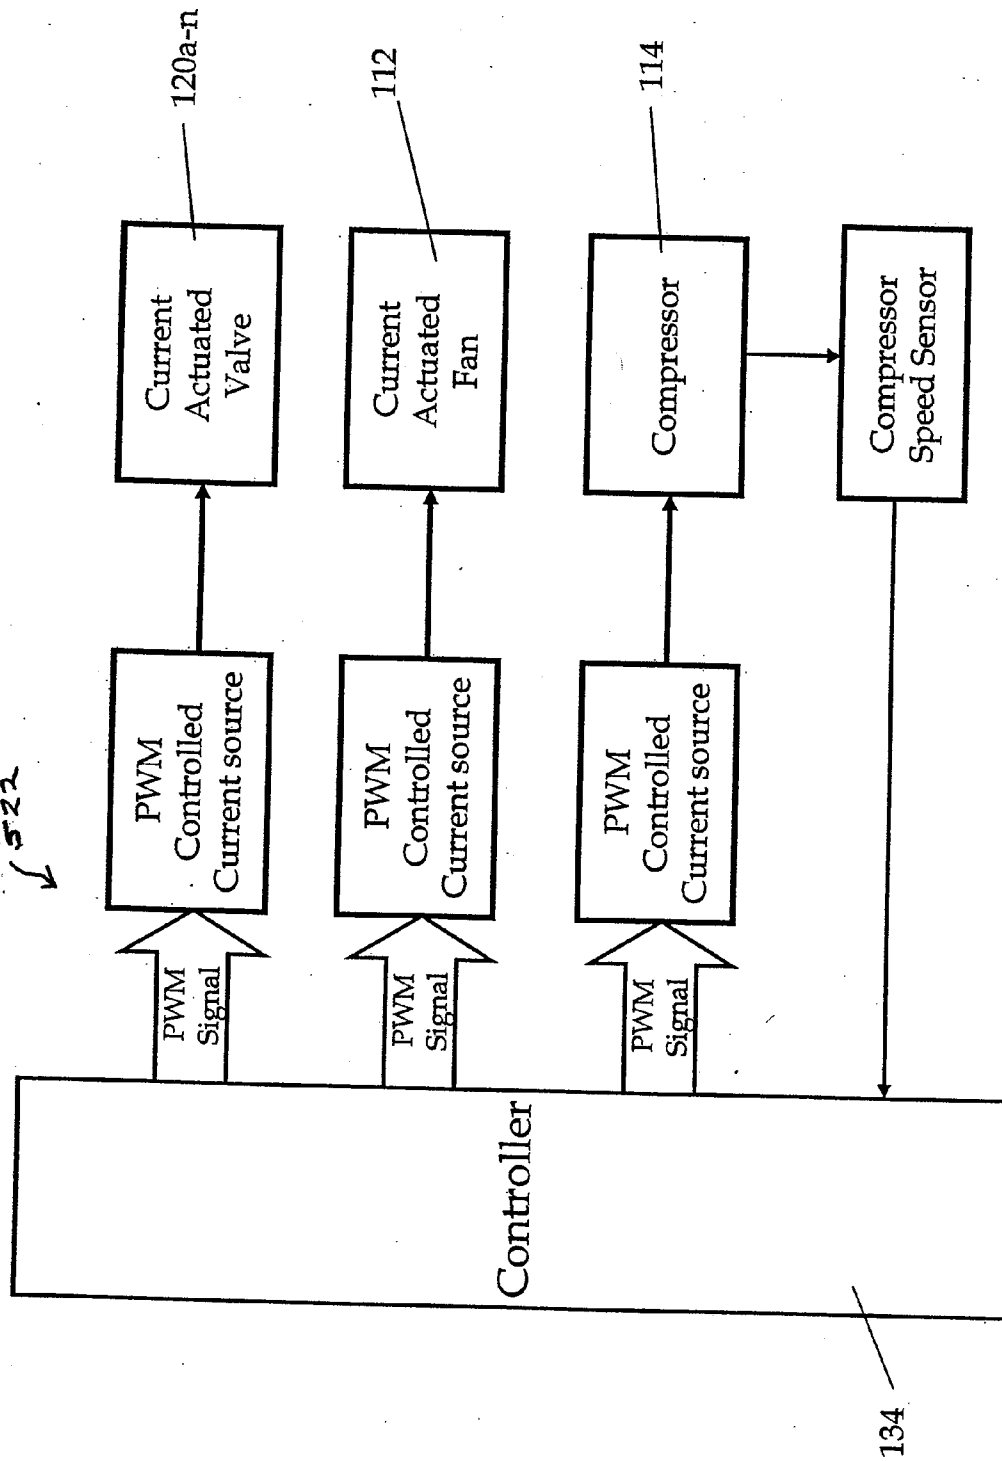 522
Controller
134
PWM
Signal
PWM
Controlled
Current source
Current
Actuated
Valve
120a-n
PWM
Signal
PWM
Controlled
Current source
Current
Actuated
Fan
112
PWM
Signal
PWM
Controlled
Current source
Compressor
114
Compressor
Speed Sensor